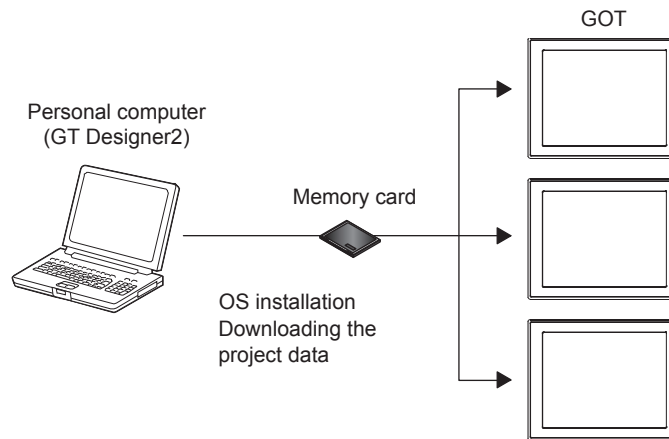 GOT
Personal computer
(GT Designer2)
Memory card
OS installation
Downloading the
project data